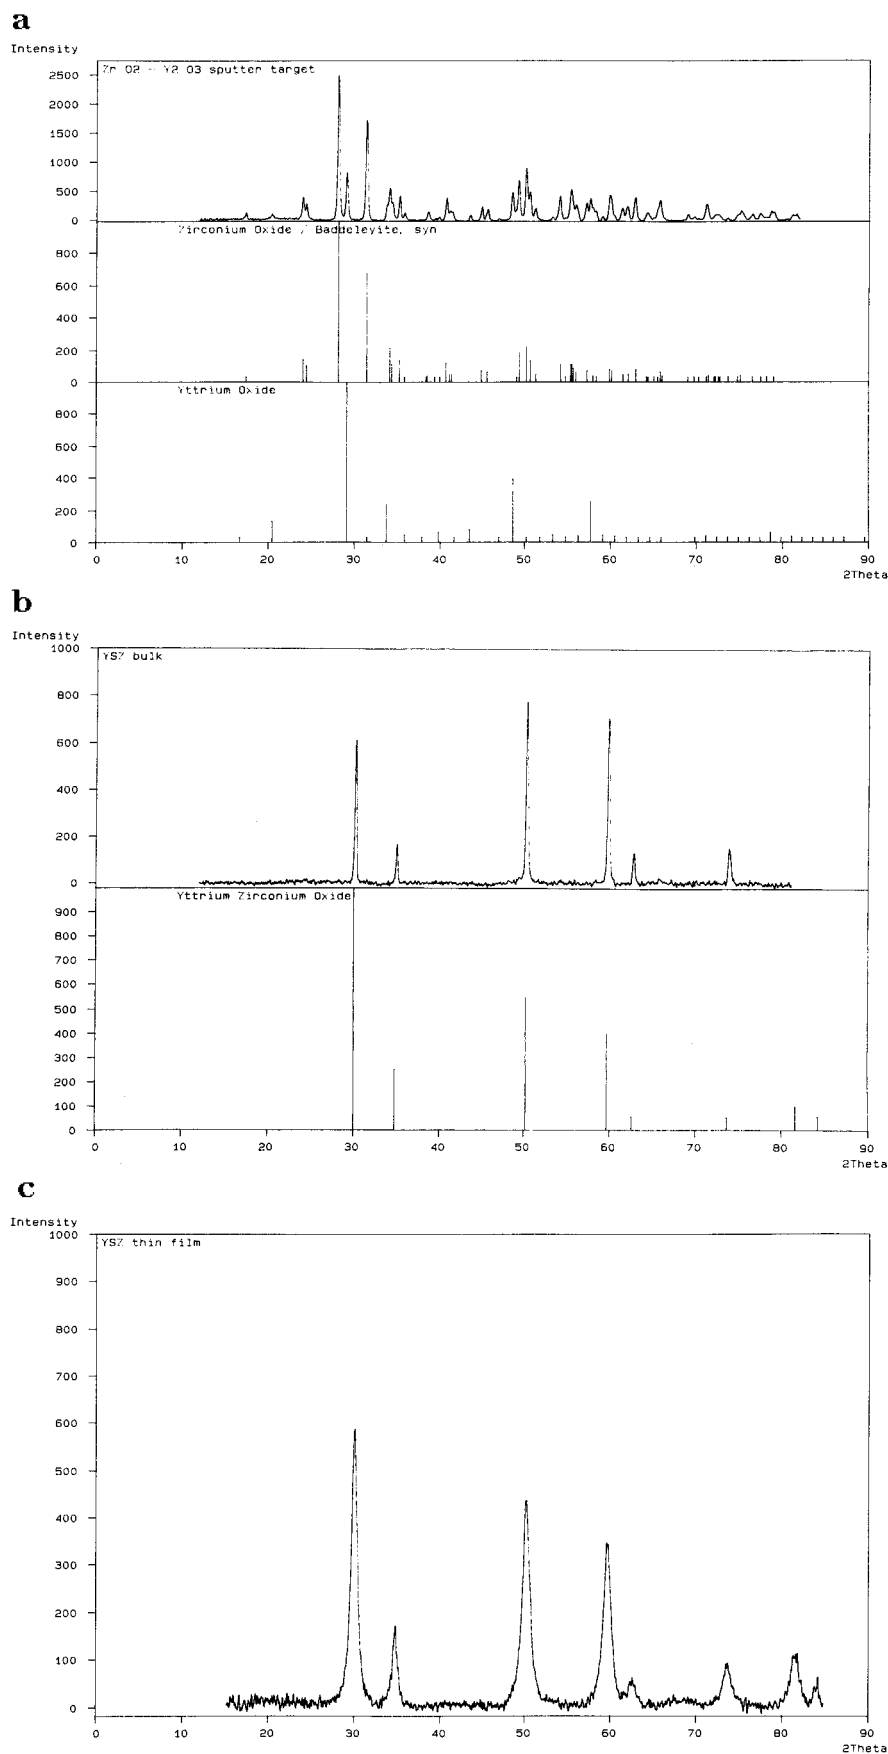 a
Intensity
Zr O2 - Y2 O3 sputter target
2500
2000
1500
1000
500
0
Zirconium Oxide / Baddeleyite, syn
800
600
400
200
0
Yttrium Oxide
800
600
400
200
0
0 10 20 30 40 50 60 70 80 90
2Theta
b
Intensity
1000
YSZ bulk
800
600
400
200
0
Yttrium Zirconium Oxide
900
800
700
600
500
400
300
200
100
0
0 10 20 30 40 50 60 70 80 90
2Theta
c
Intensity
1000
YSZ thin film
900
800
700
600
500
400
300
200
100
0
0 10 20 30 40 50 60 70 80 90
2Theta